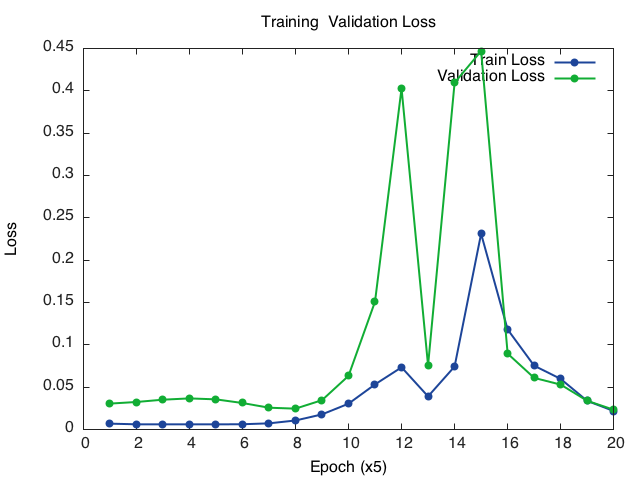 Training  Validation Loss
Train Loss
Validation Loss
0.45
0.4
0.35
0.3
0.25
0.2
0.15
0.1
0.05
0
Loss
0 2 4 6 8 10 12 14 16 18 20
Epoch (x5)